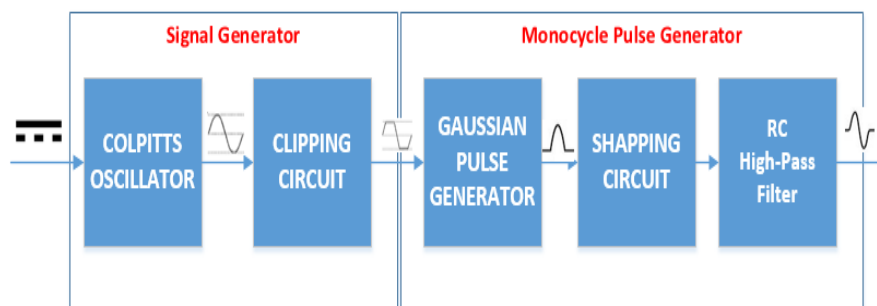 Signal Generator
Monocycle Pulse Generator
COLPITTS
OSCILLATOR
CLIPPING
CIRCUIT
GAUSSIAN
PULSE
GENERATOR
SHAPPING
CIRCUIT
RC
High-Pass
Filter